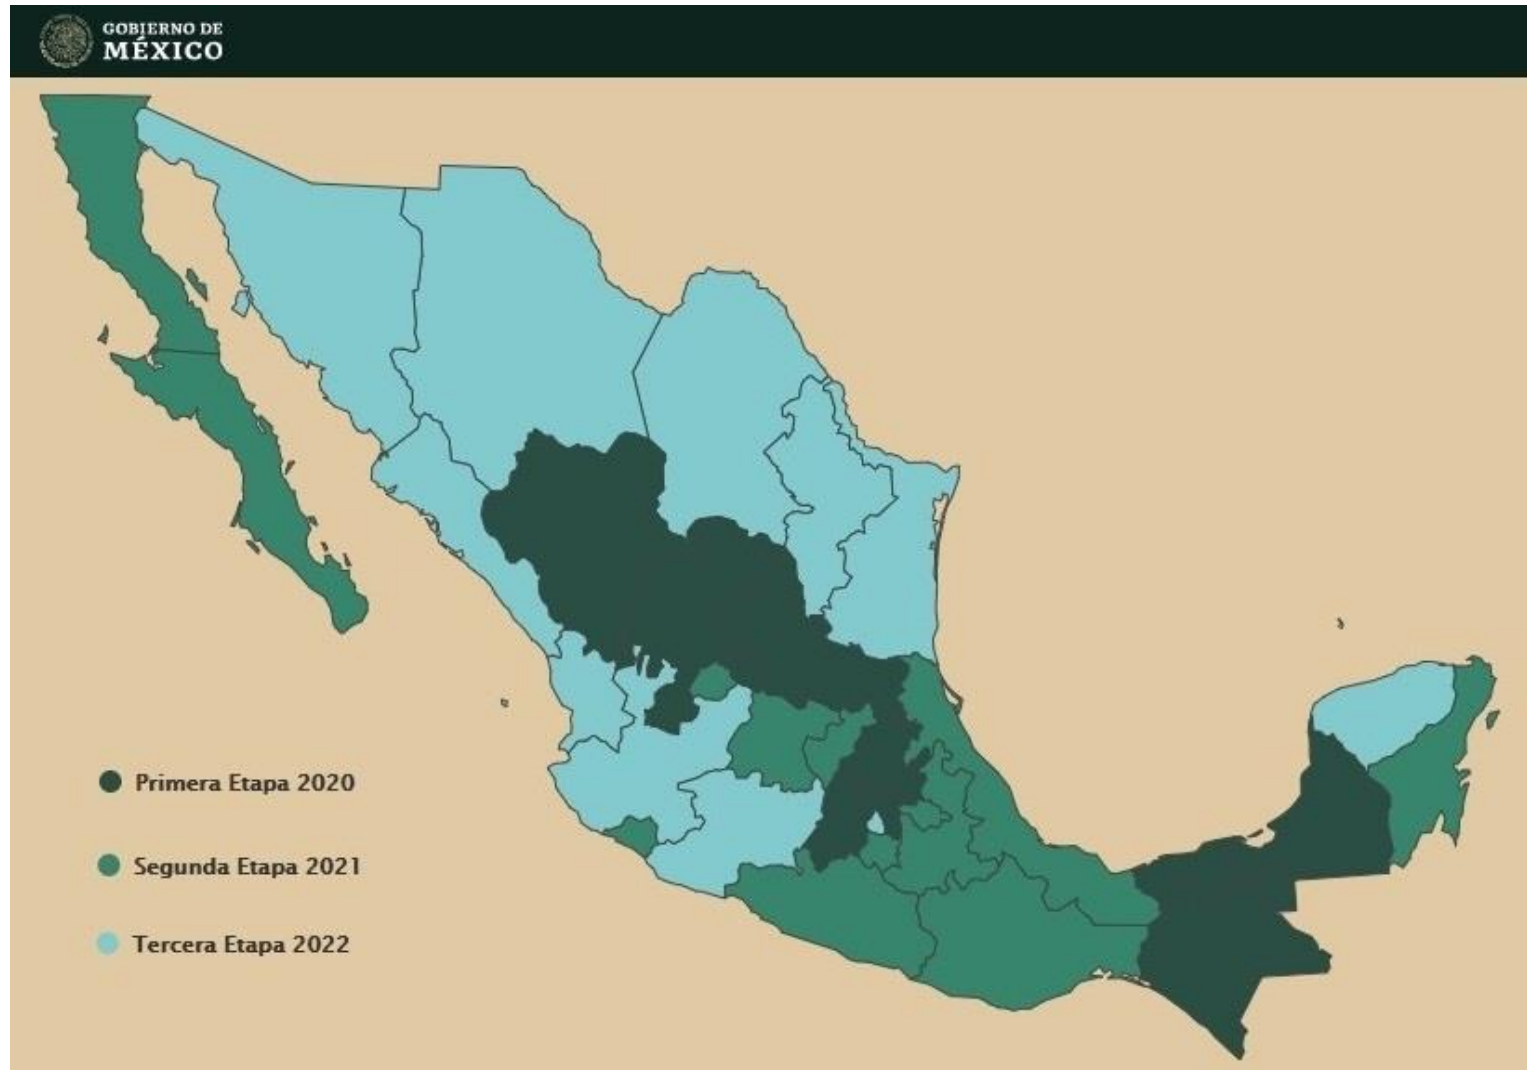 GOBIERNO DE
MÉXICO
Primera Etapa 2020
Segunda Etapa 2021
Tercera Etapa 2022